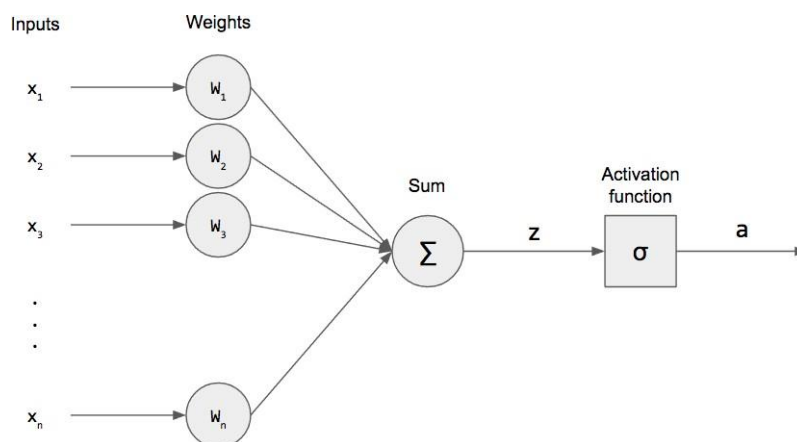 Inputs
Weights
x₁
W₁
x₂
W₂
x₃
W₃
Sum
Σ
z
Activation
function
σ
a
.
.
.
xₙ
Wₙ